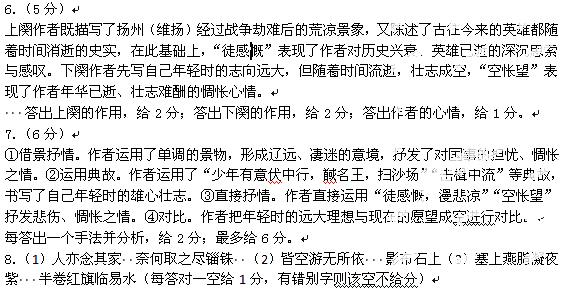 6.（5分）
上阕作者既描写了扬州（维扬）经过战争劫难后的荒凉景象，又陈述了古往今来的英雄都随
着时间消逝的史实，在此基础上，“徒感慨”表现了作者对历史兴衰、英雄已逝的深沉思索
与感叹。下阕作者先写自己年轻时的志向远大，但随着时间流逝，壮志成空，“空怅望”表
现了作者年华已逝、壮志难酬的惆怅心情。
答出上阕的作用，给2分；答出下阕的作用，给2分；答出作者的心情，给1分。
7.（6分）
①借景抒情。作者运用了单调的景物，形成辽远、凄迷的意境，抒发了对国事的担忧、惆怅
之情。②运用典故。作者运用了“少年有意伏中行，馘名王，扫沙场”“击楫中流”等典故，
书写了自己年轻时的雄心壮志。③直接抒情。作者直接运用“徒感慨，漫悲凉”“空怅望”
抒发悲伤、惆怅之情。④对比。作者把年轻时的远大理想与现在的愿望成空进行对比。
每答出一个手法并分析，给2分；最多给6分。
8.（1）人亦念其家 奈何取之尽锱铢 （2）皆空游无所依 影布石上（3）塞上燕脂凝夜
紫 半卷红旗临易水（每答对一空给1分，有错别字则该空不给分）